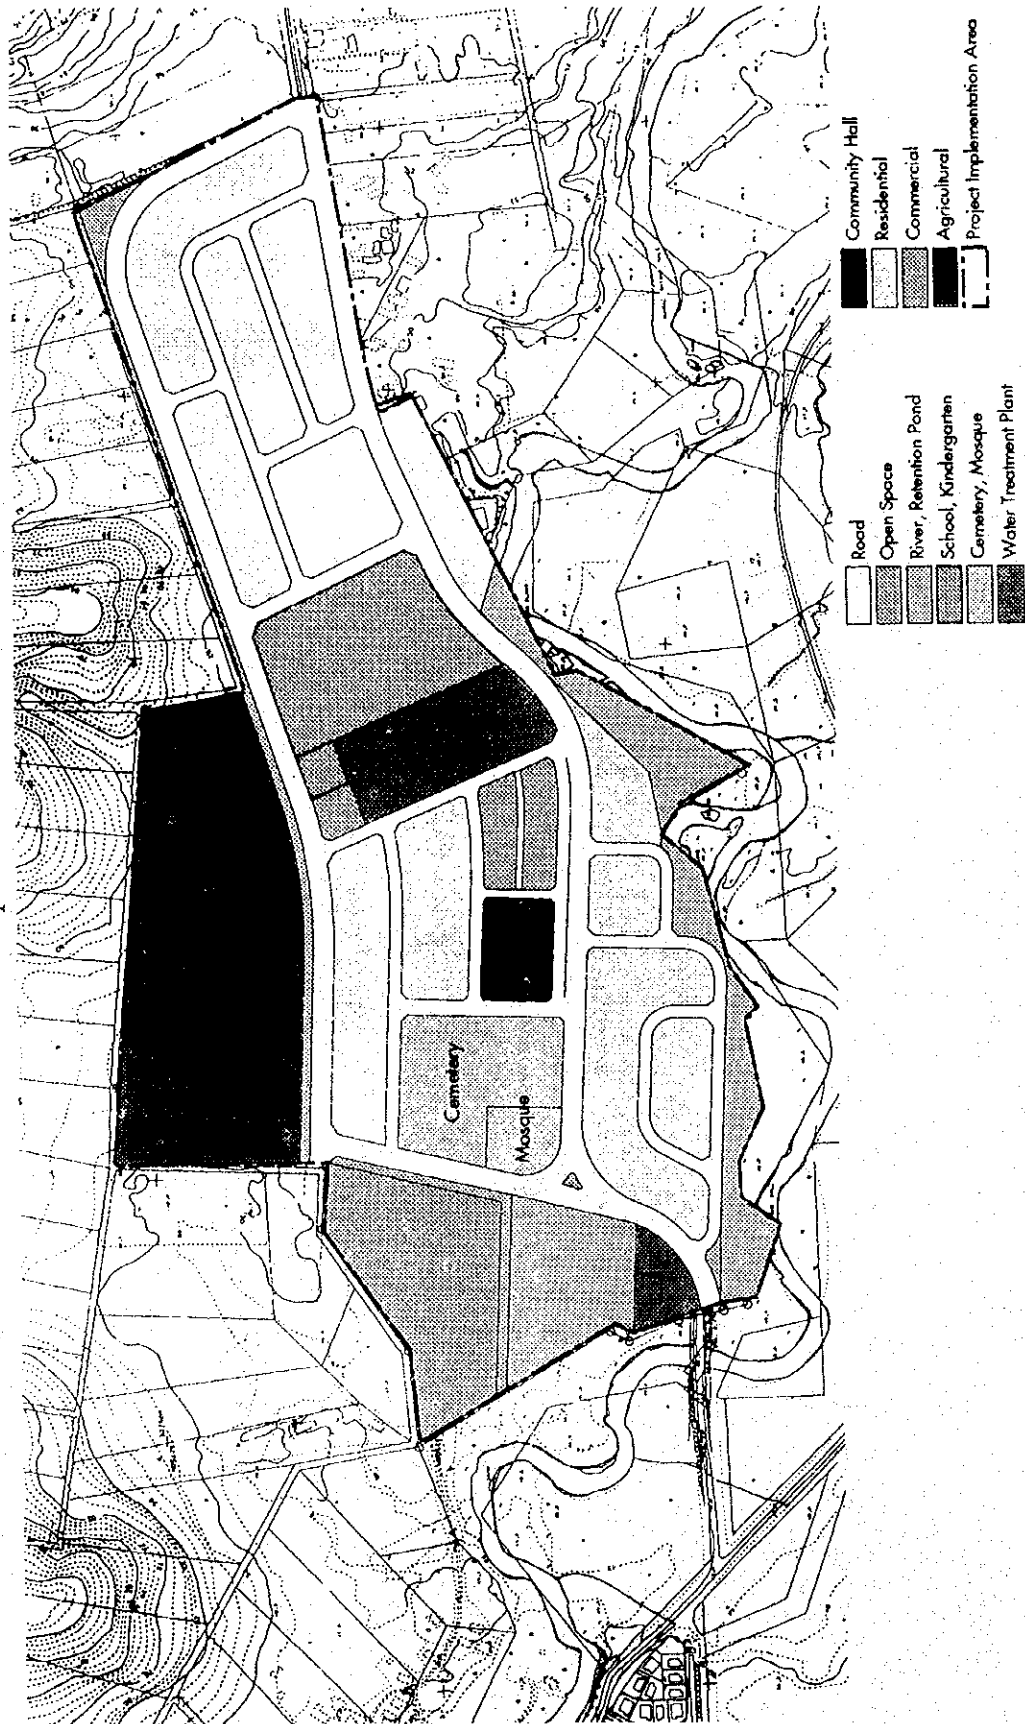 Cemetery
Mosque
Road
Open Space
River, Retention Pond
School, Kindergarten
Cemetery, Mosque
Water Treatment Plant
Community Hall
Residential
Commercial
Agricultural
Project Implementation Area